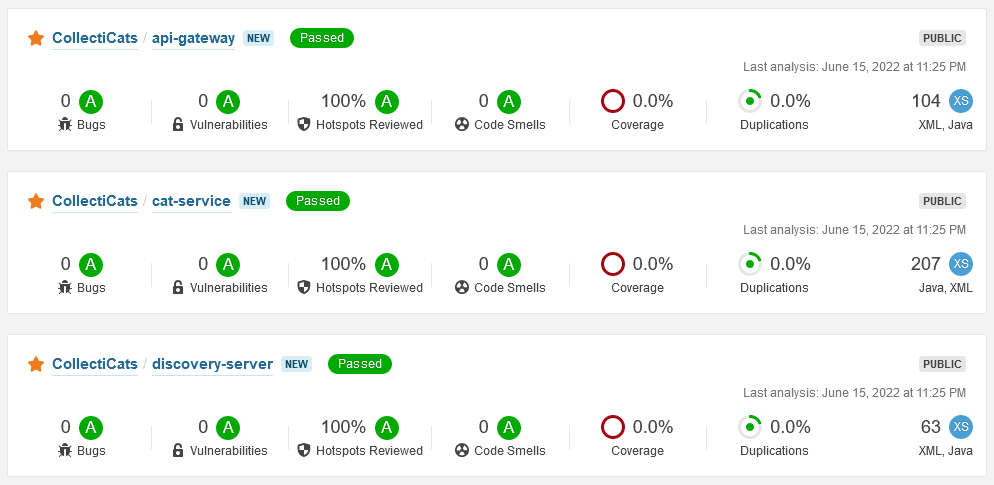 CollectiCats / api-gateway NEW Passed PUBLIC
Last analysis: June 15, 2022 at 11:25 PM
0 A 0 A 100% A 0 A 0.0% 0.0% 104 XS
Bugs Vulnerabilities Hotspots Reviewed Code Smells Coverage Duplications XML, Java
CollectiCats / cat-service NEW Passed PUBLIC
Last analysis: June 15, 2022 at 11:25 PM
0 A 0 A 100% A 0 A 0.0% 0.0% 207 XS
Bugs Vulnerabilities Hotspots Reviewed Code Smells Coverage Duplications Java, XML
CollectiCats / discovery-server NEW Passed PUBLIC
Last analysis: June 15, 2022 at 11:25 PM
0 A 0 A 100% A 0 A 0.0% 0.0% 63 XS
Bugs Vulnerabilities Hotspots Reviewed Code Smells Coverage Duplications XML, Java